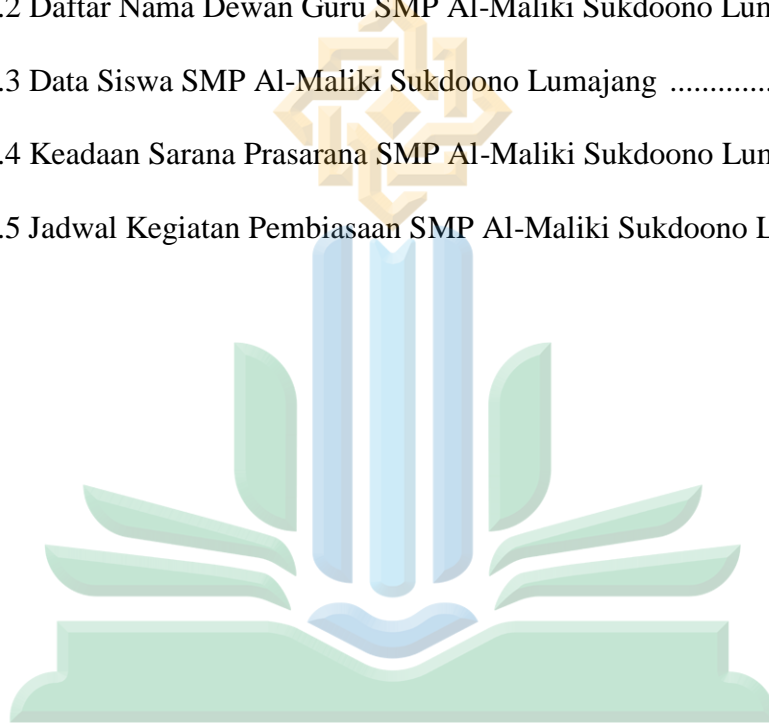 .2 Daftar Nama Dewan Guru SMP Al-Maliki Sukdoono Lum
.3 Data Siswa SMP Al-Maliki Sukdoono Lumajang .............
.4 Keadaan Sarana Prasarana SMP Al-Maliki Sukdoono Lum
.5 Jadwal Kegiatan Pembiasaan SMP Al-Maliki Sukdoono L